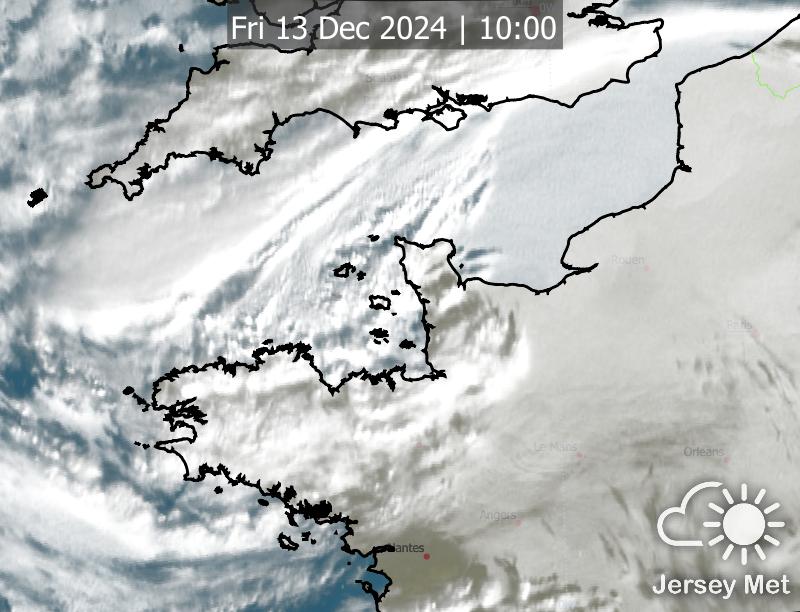 Fri 13 Dec 2024 | 10:00
Rouen
Paris
Le Mans
Orleans
Angers
Nantes
Jersey Met